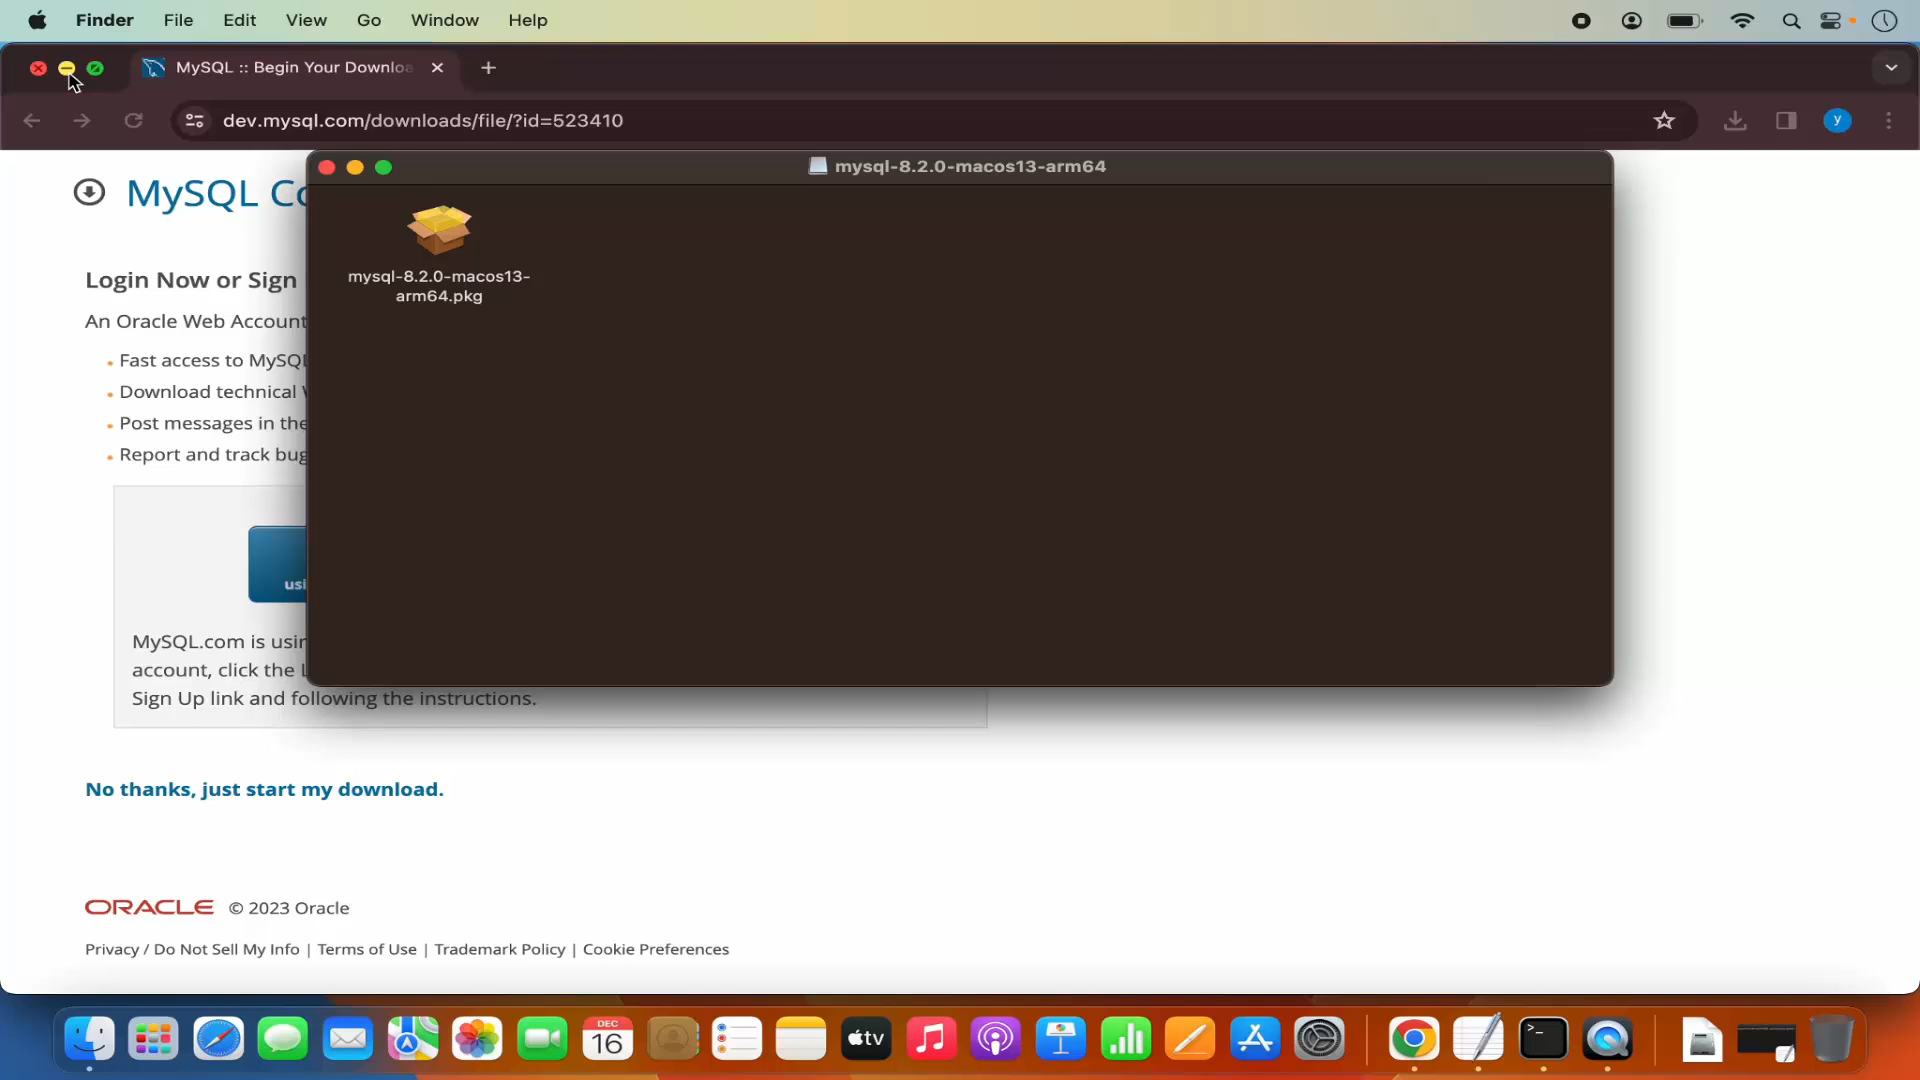 Finder File Edit View Go Window Help
MySQL :: Begin Your Downloa
dev.mysql.com/downloads/file/?id=523410
y
mysql-8.2.0-macos13-arm64
mysql-8.2.0-macos13-
arm64.pkg
MySQL Co
Login Now or Sign
An Oracle Web Account
Fast access to MySQL
Download technical
Post messages in the
Report and track bug
usi
MySQL.com is usin
account, click the L
Sign Up link and following the instructions.
No thanks, just start my download.
ORACLE © 2023 Oracle
Privacy / Do Not Sell My Info | Terms of Use | Trademark Policy | Cookie Preferences
DEC
16
tv
>_